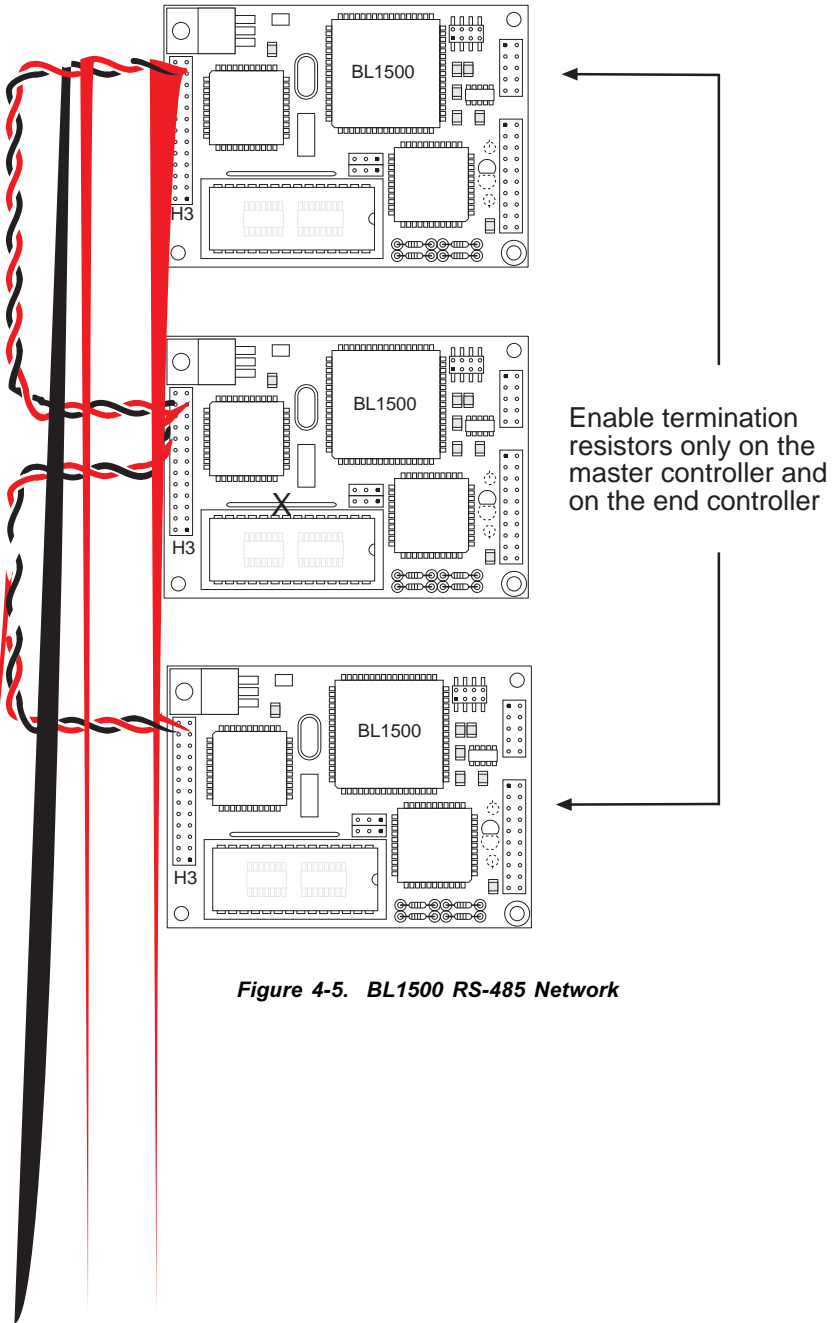 BL1500
H3
BL1500
X
H3
Enable termination
resistors only on the
master controller and
on the end controller
BL1500
H3
Figure 4-5. BL1500 RS-485 Network